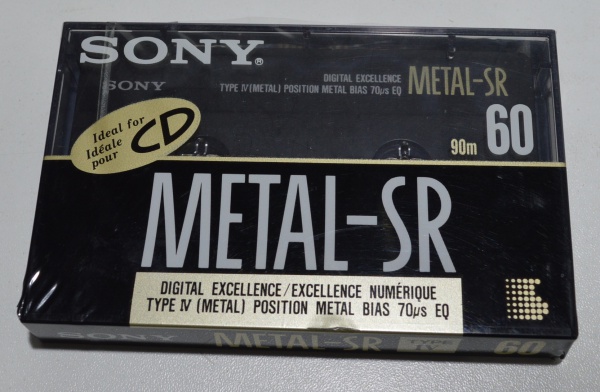 SONY®
SONY
DIGITAL EXCELLENCE METAL-SR
TYPE IV (METAL) POSITION METAL BIAS 70µs EQ
90m 60
Ideal for
Idéale
pour
CD
METAL-SR
DIGITAL EXCELLENCE/EXCELLENCE NUMÉRIQUE
TYPE IV (METAL) POSITION METAL BIAS 70µs EQ
SONY METAL-SR TYPE IV 60